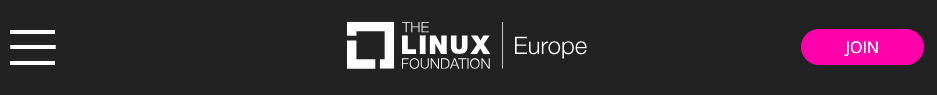 THE
LINUX
FOUNDATION
Europe
JOIN